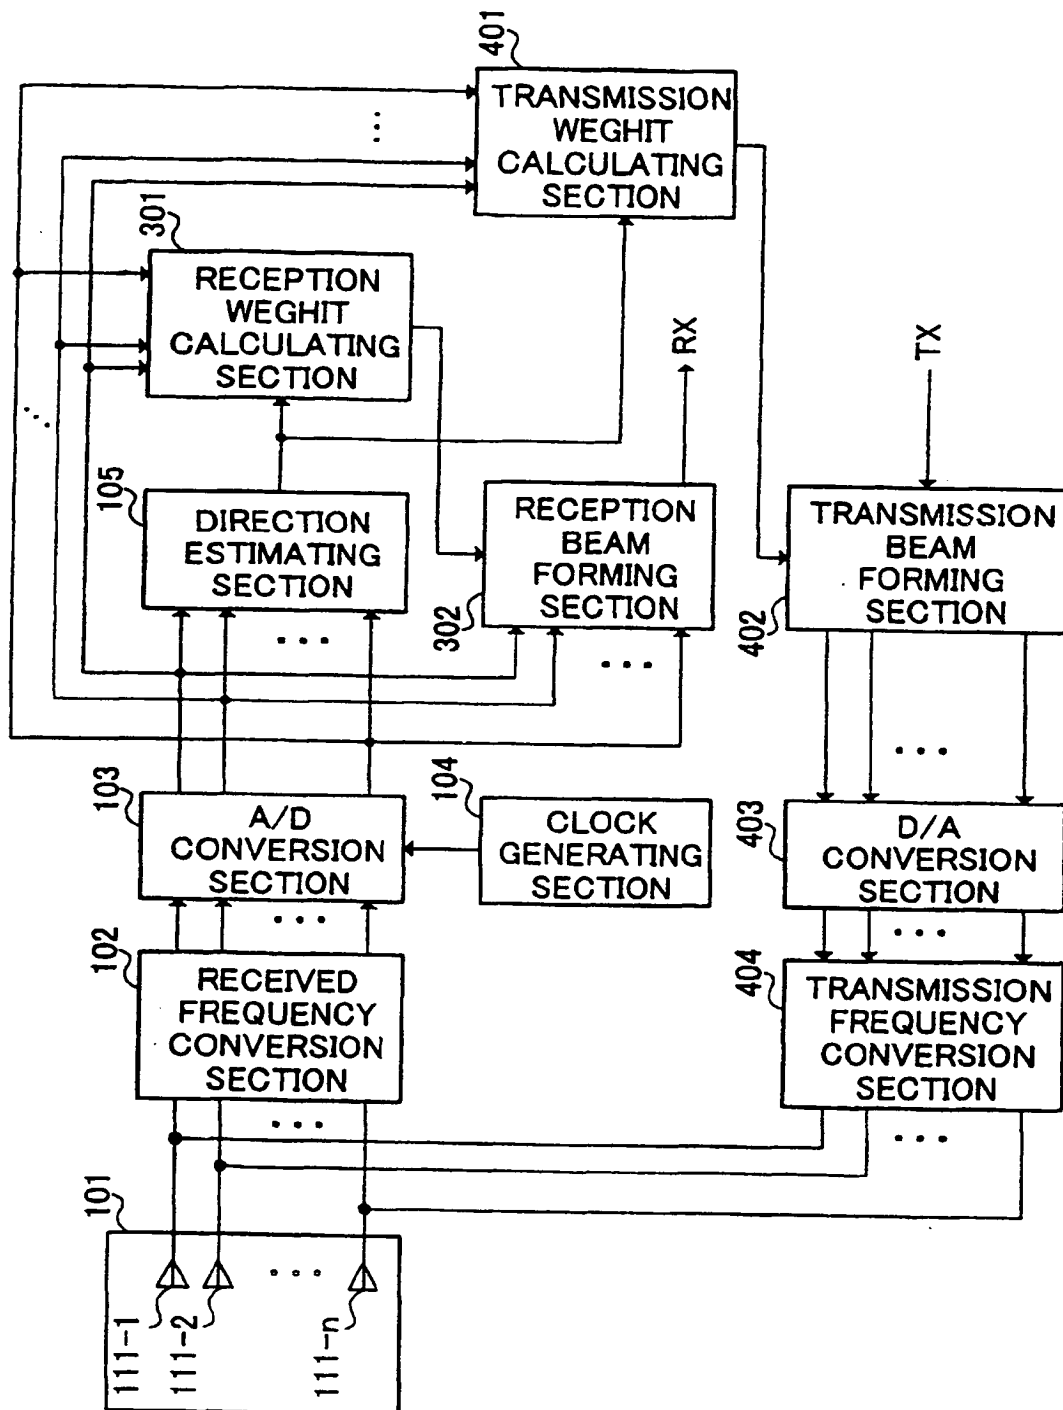 101
111-1
111-2
111-n
102
RECEIVED
FREQUENCY
CONVERSION
SECTION
103
A/D
CONVERSION
SECTION
104
CLOCK
GENERATING
SECTION
105
DIRECTION
ESTIMATING
SECTION
301
RECEPTION
WEGHIT
CALCULATING
SECTION
302
RECEPTION
BEAM
FORMING
SECTION
RX
401
TRANSMISSION
WEGHIT
CALCULATING
SECTION
TX
402
TRANSMISSION
BEAM
FORMING
SECTION
403
D/A
CONVERSION
SECTION
404
TRANSMISSION
FREQUENCY
CONVERSION
SECTION